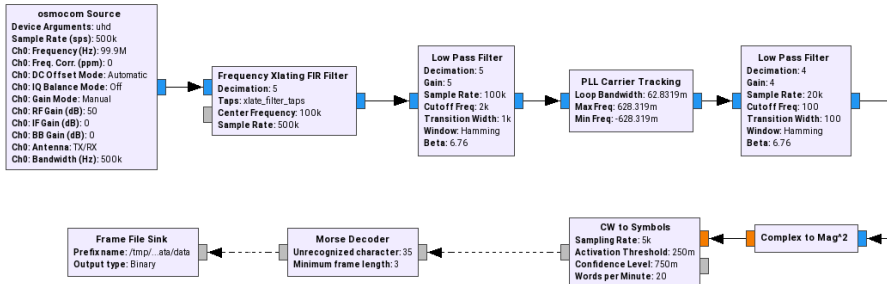 osmocom Source
Device Arguments: uhd
Sample Rate (sps): 500k
Ch0: Frequency (Hz): 99.9M
Ch0: Freq. Corr. (ppm): 0
Ch0: DC Offset Mode: Automatic
Ch0: IQ Balance Mode: Off
Ch0: Gain Mode: Manual
Ch0: RF Gain (dB): 50
Ch0: IF Gain (dB): 0
Ch0: BB Gain (dB): 0
Ch0: Antenna: TX/RX
Ch0: Bandwidth (Hz): 500k
Frequency Xlating FIR Filter
Decimation: 5
Taps: xlate_filter_taps
Center Frequency: 100k
Sample Rate: 500k
Low Pass Filter
Decimation: 5
Gain: 5
Sample Rate: 100k
Cutoff Freq: 2k
Transition Width: 1k
Window: Hamming
Beta: 6.76
PLL Carrier Tracking
Loop Bandwidth: 62.8319m
Max Freq: 628.319m
Min Freq: -628.319m
Low Pass Filter
Decimation: 4
Gain: 4
Sample Rate: 20k
Cutoff Freq: 100
Transition Width: 100
Window: Hamming
Beta: 6.76
Frame File Sink
Prefix name: /tmp/...ata/data
Output type: Binary
Morse Decoder
Unrecognized character: 35
Minimum frame length: 3
CW to Symbols
Sampling Rate: 5k
Activation Threshold: 250m
Confidence Level: 750m
Words per Minute: 20
Complex to Mag^2